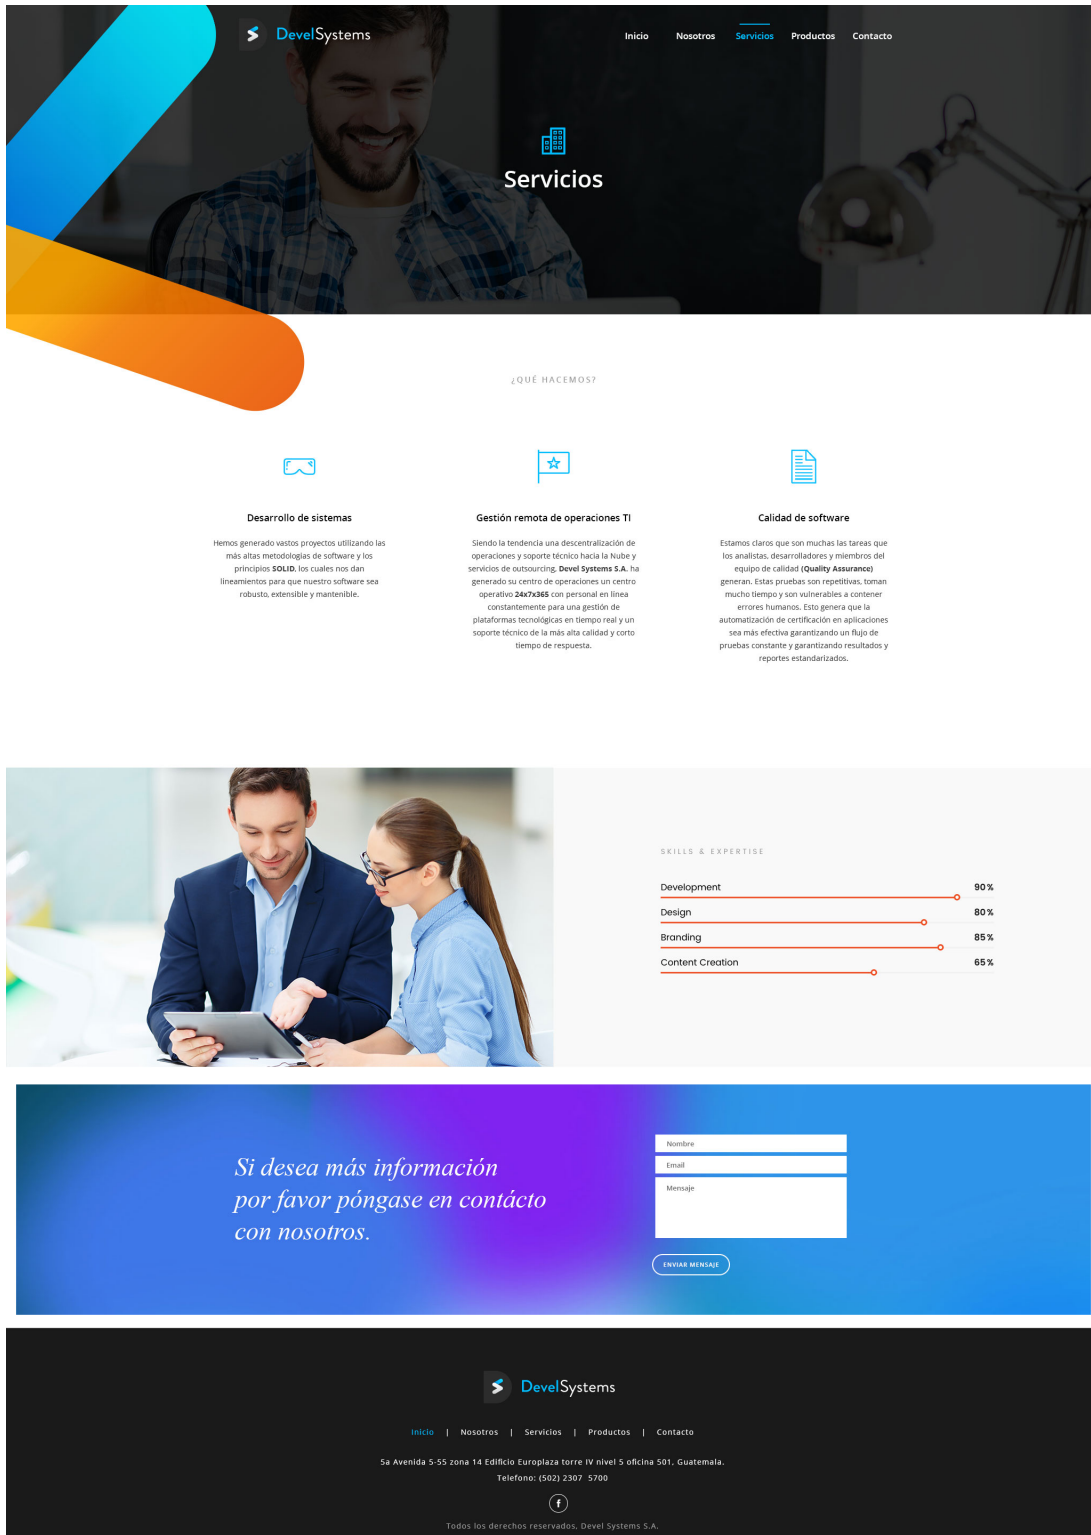 DevelSystems
Inicio Nosotros Servicios Productos Contacto
Servicios
¿QUÉ HACEMOS?
Desarrollo de sistemas
Hemos generado vastos proyectos utilizando las
más altas metodologías de software y los
principios SOLID, los cuales nos dan
lineamientos para que nuestro software sea
robusto, extensible y mantenible.
Gestión remota de operaciones TI
Siendo la tendencia una descentralización de
operaciones y soporte técnico hacia la Nube y
servicios de outsourcing, Devel Systems S.A. ha
generado su centro de operaciones un centro
operativo 24x7x365 con personal en línea
constantemente para una gestión de
plataformas tecnológicas en tiempo real y un
soporte técnico de la más alta calidad y corto
tiempo de respuesta.
Calidad de software
Estamos claros que son muchas las tareas que
los analistas, desarrolladores y miembros del
equipo de calidad (Quality Assurance)
generan. Estas pruebas son repetitivas, toman
mucho tiempo y son vulnerables a contener
errores humanos. Esto genera que la
automatización de certificación en aplicaciones
sea más efectiva garantizando un flujo de
pruebas constante y garantizando resultados y
reportes estandarizados.
SKILLS & EXPERTISE
Development 90%
Design 80%
Branding 85%
Content Creation 65%
Si desea más información
por favor póngase en contácto
con nosotros.
Nombre
Email
Mensaje
ENVIAR MENSAJE
DevelSystems
Inicio | Nosotros | Servicios | Productos | Contacto
5a Avenida 5-55 zona 14 Edificio Europlaza torre IV nivel 5 oficina 501, Guatemala.
Telefono: (502) 2307 5700
Todos los derechos reservados, Devel Systems S.A.